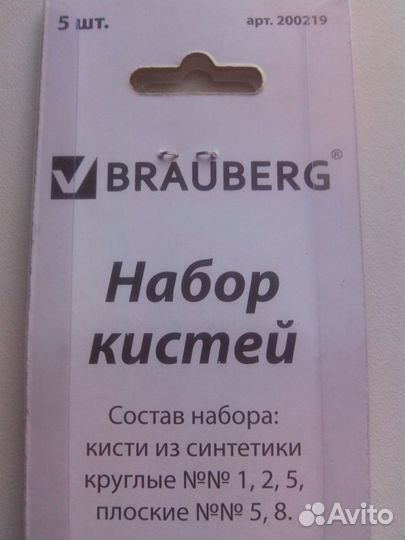 5 шт. арт. 200219
BRAUBERG®
Набор
кистей
Состав набора:
кисти из синтетики
круглые №№ 1, 2, 5,
плоские №№ 5, 8.
Avito